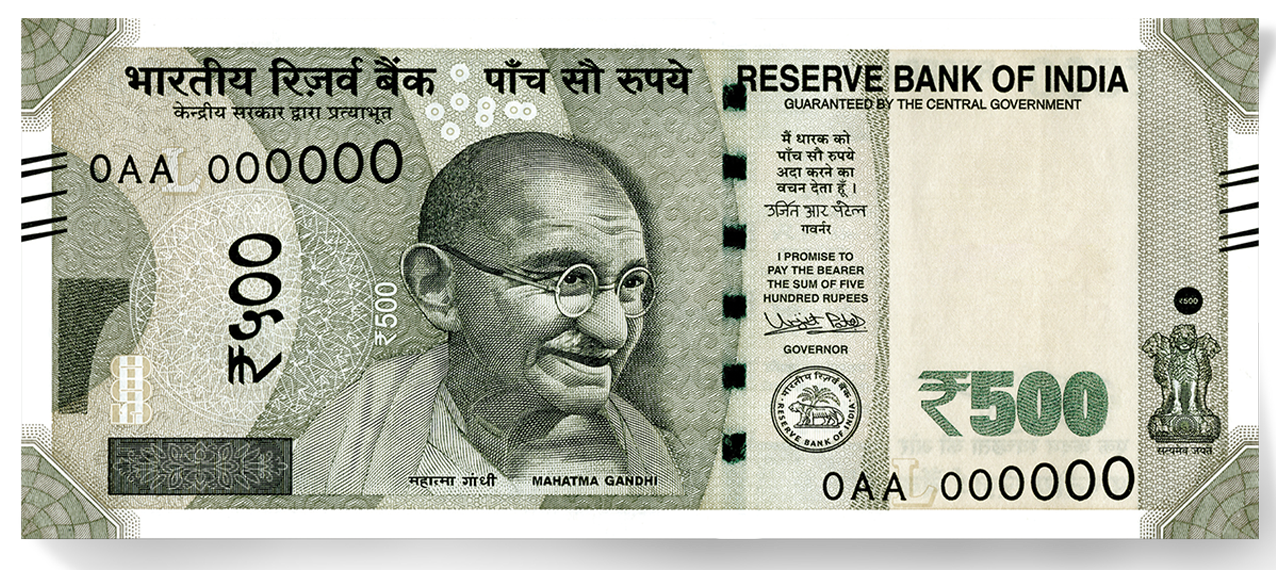 भारतीय रिज़र्व बैंक
केन्द्रीय सरकार द्वारा प्रत्याभूत
पाँच सौ रुपये
RESERVE BANK OF INDIA
GUARANTEED BY THE CENTRAL GOVERNMENT
0AA 000000
L
मैं धारक को
पाँच सौ रुपये
अदा करने का
वचन देता हूँ ।
उर्जित आर पटेल
गवर्नर
I PROMISE TO
PAY THE BEARER
THE SUM OF FIVE
HUNDRED RUPEES
Urjit Patel
GOVERNOR
₹५००
₹500
₹500
भारतीय रिज़र्व बैंक
RESERVE BANK OF INDIA
₹500
सत्यमेव जयते
महात्मा गांधी
MAHATMA GANDHI
0AA 000000
L